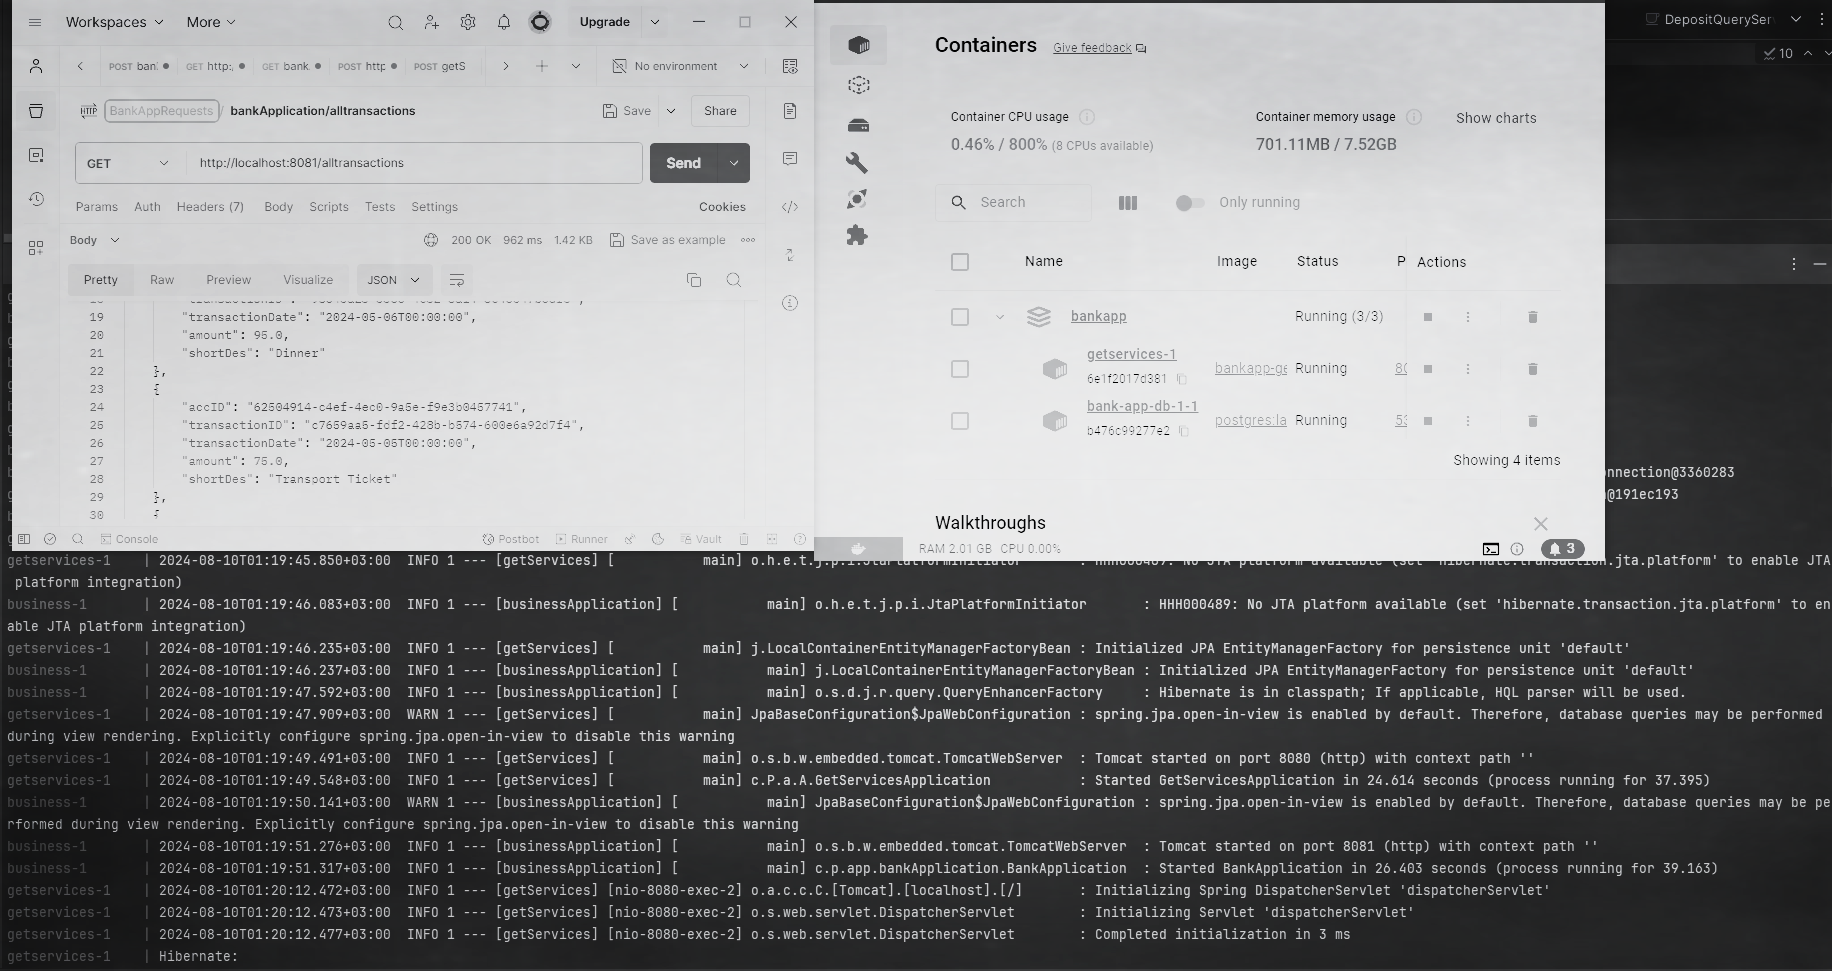 Workspaces More Upgrade
POST ban GET http:, GET bank POST http POST getS No environment
HTTP BankAppRequests / bankApplication/alltransactions Save Share
GET http://localhost:8081/alltransactions Send
Params Auth Headers (7) Body Scripts Tests Settings Cookies
Body 200 OK 962 ms 1.42 KB Save as example
Pretty Raw Preview Visualize JSON
19 "transactionDate": "2024-05-06T00:00:00",
20 "amount": 95.0,
21 "shortDes": "Dinner"
22 },
23 {
24 "accID": "62504914-c4ef-4ec0-9a5e-f9e3b0457741",
25 "transactionID": "c7659aa5-fdf2-428b-b574-600e6a92d7f4",
26 "transactionDate": "2024-05-05T00:00:00",
27 "amount": 75.0,
28 "shortDes": "Transport Ticket"
29 },
30 {
Console Postbot Runner Vault
Containers Give feedback
Container CPU usage
0.46% / 800% (8 CPUs available)
Container memory usage
701.11MB / 7.52GB
Show charts
Search Only running
Name Image Status P Actions
bankapp Running (3/3)
getservices-1
6e1f2017d381 bankapp-ge Running 80
bank-app-db-1-1
b476c99277e2 postgres:la Running 53
Showing 4 items
Walkthroughs
RAM 2.01 GB CPU 0.00% 3
DepositQuerySer
10
nnection@3360283
@191ec193
getservices-1 | 2024-08-10T01:19:45.850+03:00 INFO 1 --- [getServices] [ main] o.h.e.t.j.p.i.JtaPlatformInitiator : HHH000489: No JTA platform available (set 'hibernate.transaction.jta.platform' to enable JTA
platform integration)
business-1 | 2024-08-10T01:19:46.083+03:00 INFO 1 --- [businessApplication] [ main] o.h.e.t.j.p.i.JtaPlatformInitiator : HHH000489: No JTA platform available (set 'hibernate.transaction.jta.platform' to en
able JTA platform integration)
getservices-1 | 2024-08-10T01:19:46.235+03:00 INFO 1 --- [getServices] [ main] j.LocalContainerEntityManagerFactoryBean : Initialized JPA EntityManagerFactory for persistence unit 'default'
business-1 | 2024-08-10T01:19:46.237+03:00 INFO 1 --- [businessApplication] [ main] j.LocalContainerEntityManagerFactoryBean : Initialized JPA EntityManagerFactory for persistence unit 'default'
business-1 | 2024-08-10T01:19:47.592+03:00 INFO 1 --- [businessApplication] [ main] o.s.d.j.r.query.QueryEnhancerFactory : Hibernate is in classpath; If applicable, HQL parser will be used.
getservices-1 | 2024-08-10T01:19:47.909+03:00 WARN 1 --- [getServices] [ main] JpaBaseConfiguration$JpaWebConfiguration : spring.jpa.open-in-view is enabled by default. Therefore, database queries may be performed
during view rendering. Explicitly configure spring.jpa.open-in-view to disable this warning
getservices-1 | 2024-08-10T01:19:49.491+03:00 INFO 1 --- [getServices] [ main] o.s.b.w.embedded.tomcat.TomcatWebServer : Tomcat started on port 8080 (http) with context path ''
getservices-1 | 2024-08-10T01:19:49.548+03:00 INFO 1 --- [getServices] [ main] c.P.a.A.GetServicesApplication : Started GetServicesApplication in 24.614 seconds (process running for 37.395)
business-1 | 2024-08-10T01:19:50.141+03:00 WARN 1 --- [businessApplication] [ main] JpaBaseConfiguration$JpaWebConfiguration : spring.jpa.open-in-view is enabled by default. Therefore, database queries may be pe
rformed during view rendering. Explicitly configure spring.jpa.open-in-view to disable this warning
business-1 | 2024-08-10T01:19:51.276+03:00 INFO 1 --- [businessApplication] [ main] o.s.b.w.embedded.tomcat.TomcatWebServer : Tomcat started on port 8081 (http) with context path ''
business-1 | 2024-08-10T01:19:51.317+03:00 INFO 1 --- [businessApplication] [ main] c.p.app.bankApplication.BankApplication : Started BankApplication in 26.403 seconds (process running for 39.163)
getservices-1 | 2024-08-10T01:20:12.472+03:00 INFO 1 --- [getServices] [nio-8080-exec-2] o.a.c.c.C.[Tomcat].[localhost].[/] : Initializing Spring DispatcherServlet 'dispatcherServlet'
getservices-1 | 2024-08-10T01:20:12.473+03:00 INFO 1 --- [getServices] [nio-8080-exec-2] o.s.web.servlet.DispatcherServlet : Initializing Servlet 'dispatcherServlet'
getservices-1 | 2024-08-10T01:20:12.477+03:00 INFO 1 --- [getServices] [nio-8080-exec-2] o.s.web.servlet.DispatcherServlet : Completed initialization in 3 ms
getservices-1 | Hibernate: